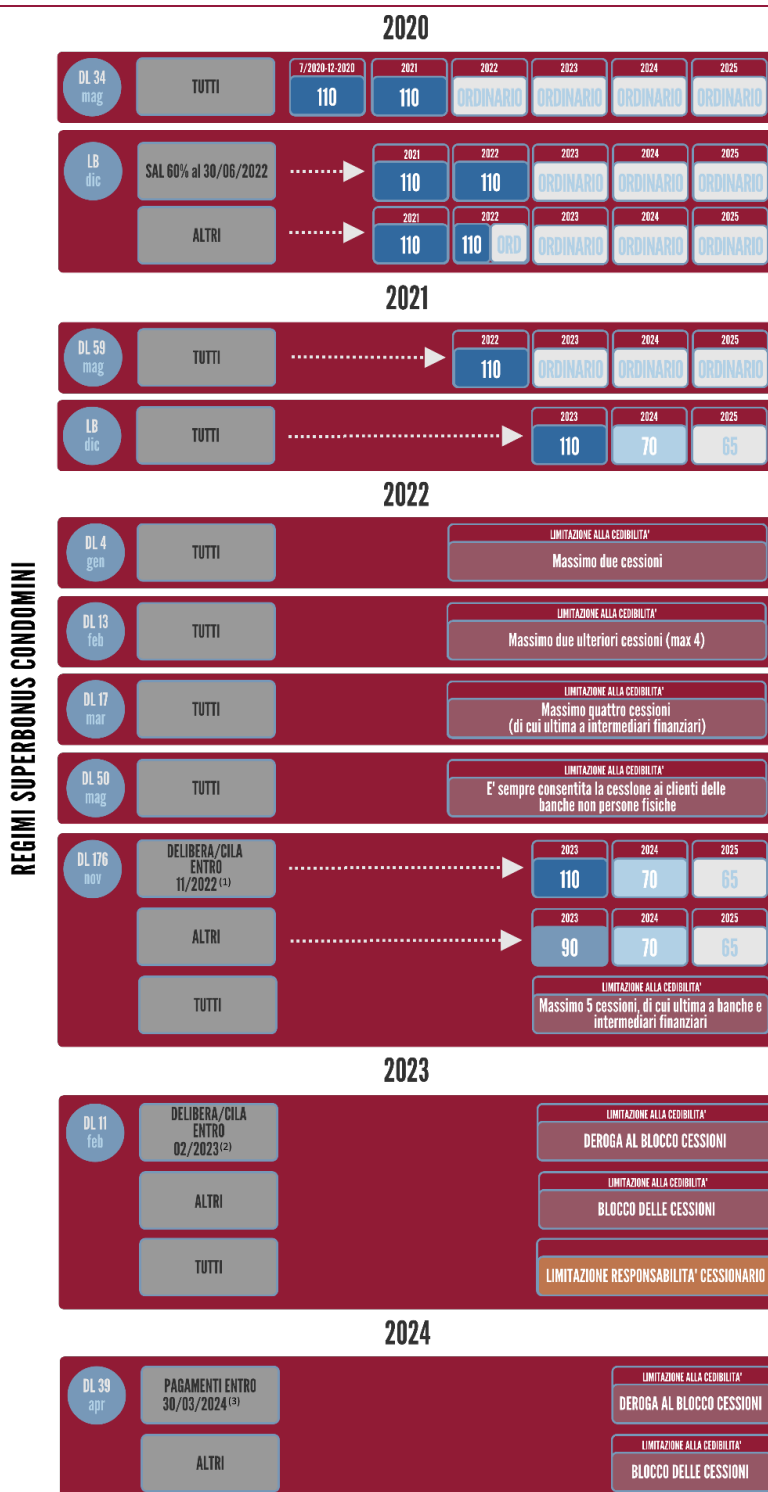 REGIMI SUPERBONUS CONDOMINI
2020
DL 34
mag
TUTTI
7/2020-12-2020
110
2021
110
2022
ORDINARIO
2023
ORDINARIO
2024
ORDINARIO
2025
ORDINARIO
LB
dic
SAL 60% al 30/06/2022
2021
110
2022
110
2023
ORDINARIO
2024
ORDINARIO
2025
ORDINARIO
ALTRI
2021
110
2022
110
ORD
2023
ORDINARIO
2024
ORDINARIO
2025
ORDINARIO
2021
DL 59
mag
TUTTI
2022
110
2023
ORDINARIO
2024
ORDINARIO
2025
ORDINARIO
LB
dic
TUTTI
2023
110
2024
70
2025
65
2022
DL 4
gen
TUTTI
LIMITAZIONE ALLA CEDIBILITA'
Massimo due cessioni
DL 13
feb
TUTTI
LIMITAZIONE ALLA CEDIBILITA'
Massimo due ulteriori cessioni (max 4)
DL 17
mar
TUTTI
LIMITAZIONE ALLA CEDIBILITA'
Massimo quattro cessioni
(di cui ultima a intermediari finanziari)
DL 50
mag
TUTTI
LIMITAZIONE ALLA CEDIBILITA'
E' sempre consentita la cessIone ai clienti delle
banche non persone fisiche
DL 176
nov
DELIBERA/CILA
ENTRO
11/2022 (1)
2023
110
2024
70
2025
65
ALTRI
2023
90
2024
70
2025
65
TUTTI
LIMITAZIONE ALLA CEDIBILITA'
Massimo 5 cessioni, di cui ultima a banche e
intermediari finanziari
2023
DL 11
feb
DELIBERA/CILA
ENTRO
02/2023(2)
LIMITAZIONE ALLA CEDIBILITA'
DEROGA AL BLOCCO CESSIONI
ALTRI
LIMITAZIONE ALLA CEDIBILITA'
BLOCCO DELLE CESSIONI
TUTTI
LIMITAZIONE RESPONSABILITA' CESSIONARIO
2024
DL 39
apr
PAGAMENTI ENTRO
30/03/2024(3)
LIMITAZIONE ALLA CEDIBILITA'
DEROGA AL BLOCCO CESSIONI
ALTRI
LIMITAZIONE ALLA CEDIBILITA'
BLOCCO DELLE CESSIONI